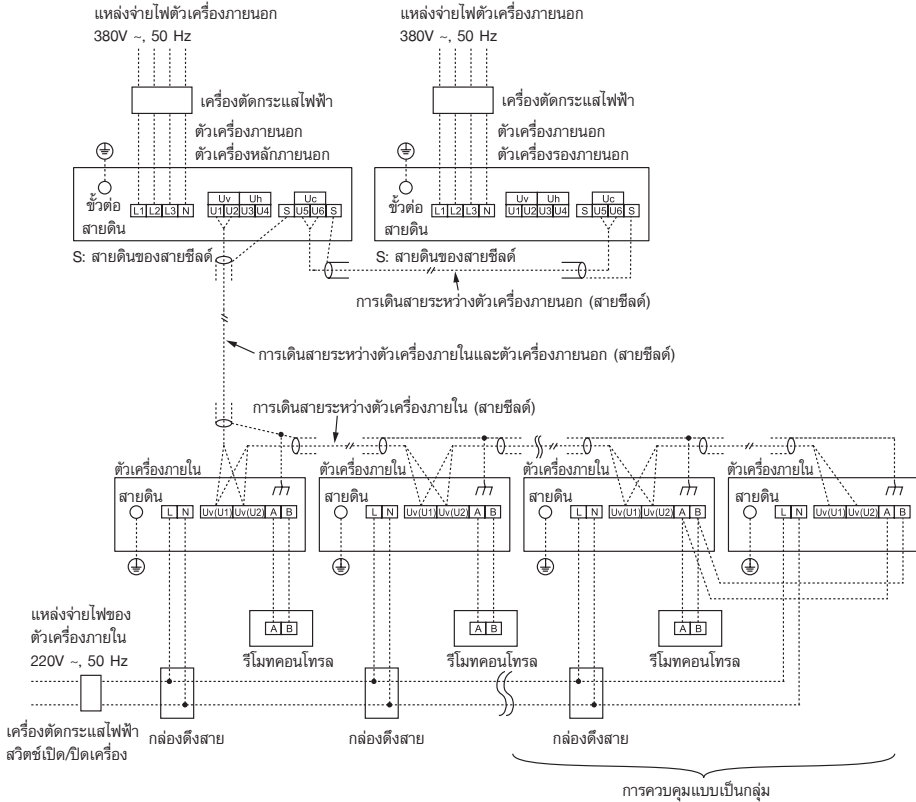 แหล่งจ่ายไฟตัวเครื่องภายนอก
380V ~, 50 Hz
แหล่งจ่ายไฟตัวเครื่องภายนอก
380V ~, 50 Hz
เครื่องตัดกระแสไฟฟ้า
เครื่องตัดกระแสไฟฟ้า
ตัวเครื่องภายนอก
ตัวเครื่องหลักภายนอก
ตัวเครื่องภายนอก
ตัวเครื่องรองภายนอก
ขั้วต่อ
สายดิน
L1 L2 L3 N
Uv Uh
U1 U2 U3 U4
Uc
S U5 U6 S
ขั้วต่อ
สายดิน
L1 L2 L3 N
Uv Uh
U1 U2 U3 U4
Uc
S U5 U6 S
S: สายดินของสายชีลด์
S: สายดินของสายชีลด์
การเดินสายระหว่างตัวเครื่องภายนอก (สายชีลด์)
การเดินสายระหว่างตัวเครื่องภายในและตัวเครื่องภายนอก (สายชีลด์)
การเดินสายระหว่างตัวเครื่องภายใน (สายชีลด์)
ตัวเครื่องภายใน
ตัวเครื่องภายใน
ตัวเครื่องภายใน
ตัวเครื่องภายใน
สายดิน
L N Uv(U1) Uv(U2) A B
สายดิน
L N Uv(U1) Uv(U2) A B
สายดิน
L N Uv(U1) Uv(U2) A B
สายดิน
L N Uv(U1) Uv(U2) A B
แหล่งจ่ายไฟของ
ตัวเครื่องภายใน
220V ~, 50 Hz
A B
รีโมทคอนโทรล
A B
รีโมทคอนโทรล
A B
รีโมทคอนโทรล
เครื่องตัดกระแสไฟฟ้า
สวิตช์เปิด/ปิดเครื่อง
กล่องดึงสาย
กล่องดึงสาย
กล่องดึงสาย
การควบคุมแบบเป็นกลุ่ม